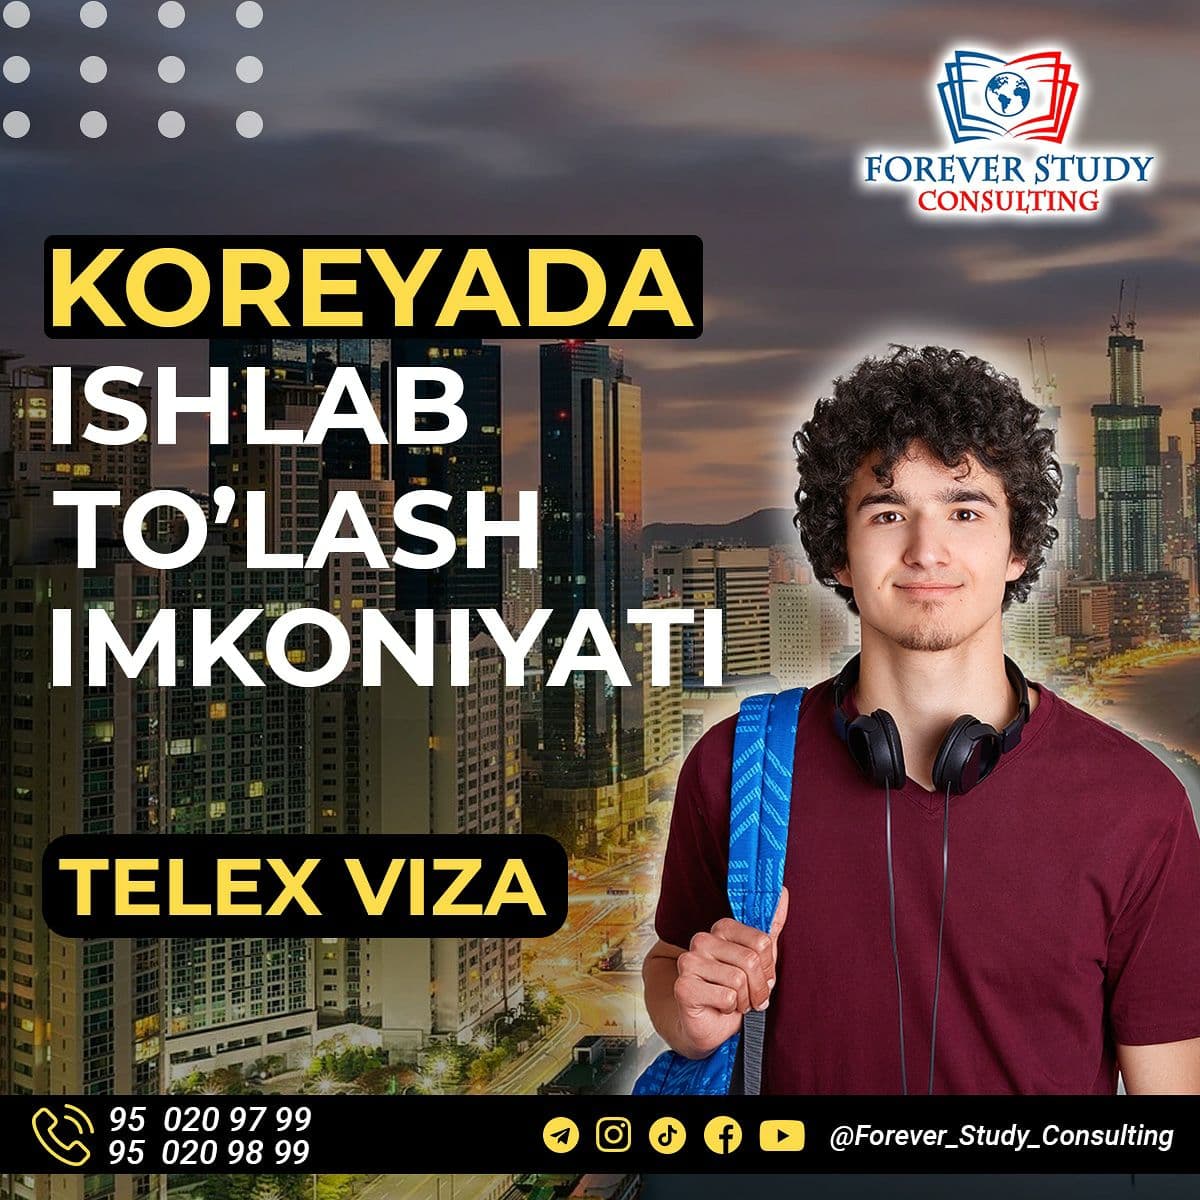 FOREVER STUDY
CONSULTING
KOREYADA
ISHLAB
TO’LASH
IMKONIYATI
TELEX VIZA
95 020 97 99
95 020 98 99
@Forever_Study_Consulting